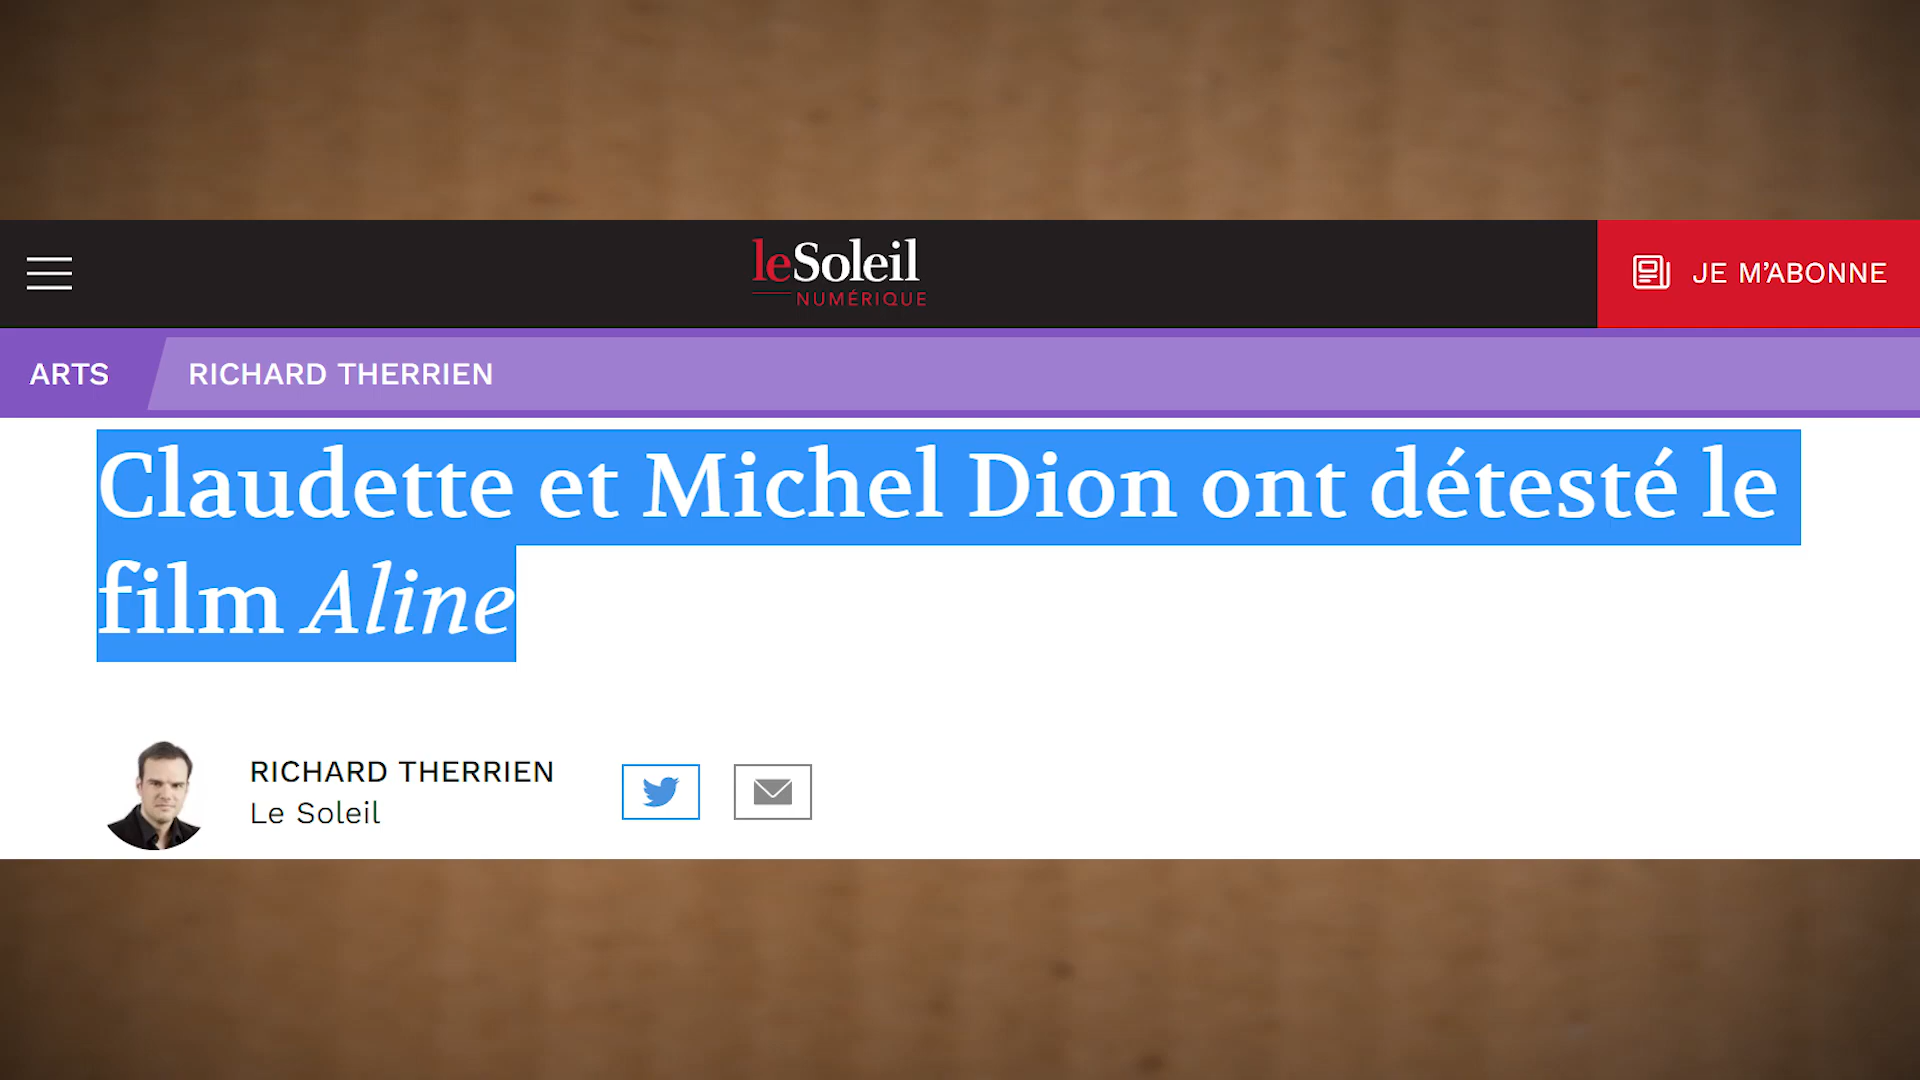 leSoleil
NUMÉRIQUE
JE M'ABONNE
ARTS
RICHARD THERRIEN
Claudette et Michel Dion ont détesté le
film Aline
RICHARD THERRIEN
Le Soleil